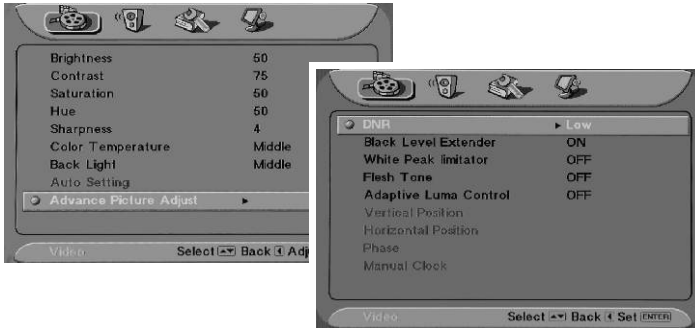 Brightness 50
Contrast 75
Saturation 50
Hue 50
Sharpness 4
Color Temperature Middle
Back Light Middle
Auto Setting
Advance Picture Adjust
Video Select Back Adj
DNR Low
Black Level Extender ON
White Peak limitator OFF
Flesh Tone OFF
Adaptive Luma Control OFF
Vertical Position
Horizontal Position
Phase
Manual Clock
Video Select Back Set ENTER